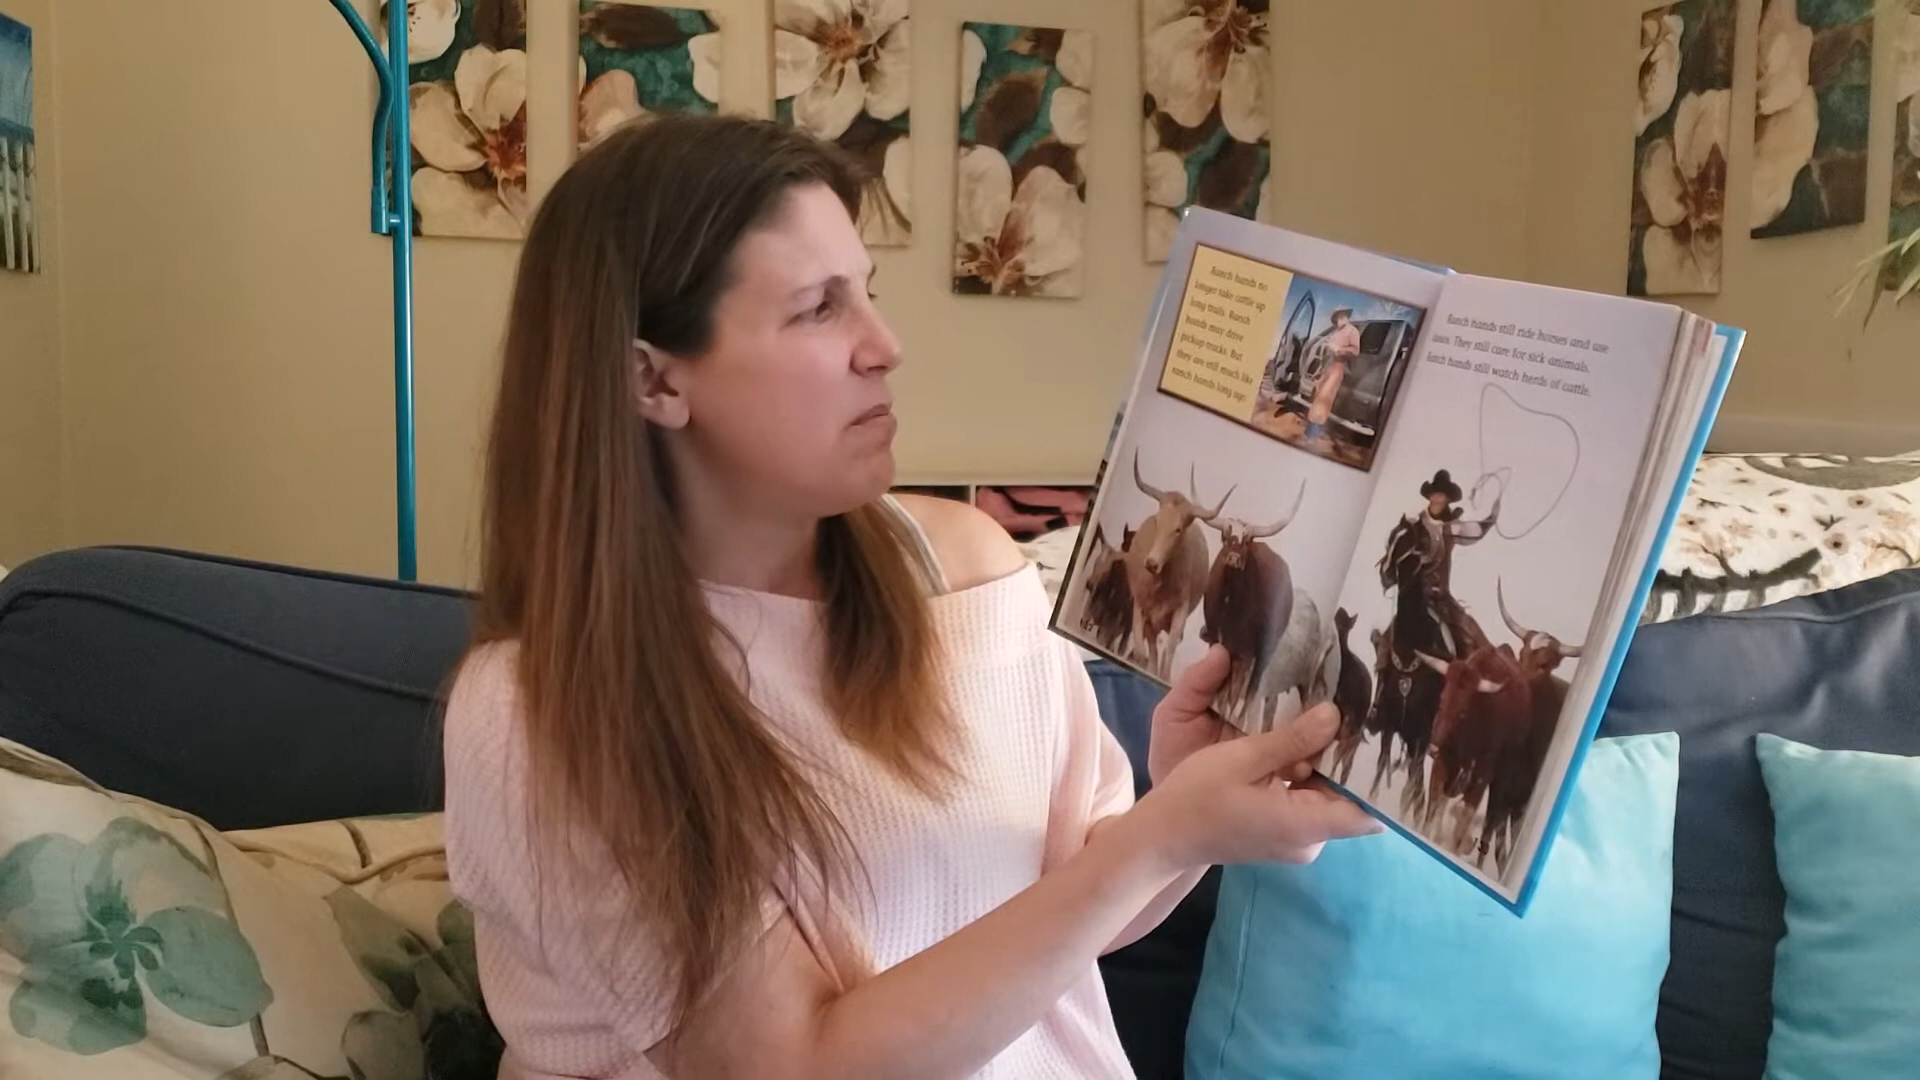 Ranch hands no
longer take cattle up
long trails. Ranch
hands may drive
pickup trucks. But
they are still much like
ranch hands long ago.
Ranch hands still ride horses and use
They still care for sick animals.
Ranch hands still watch herds of cattle.